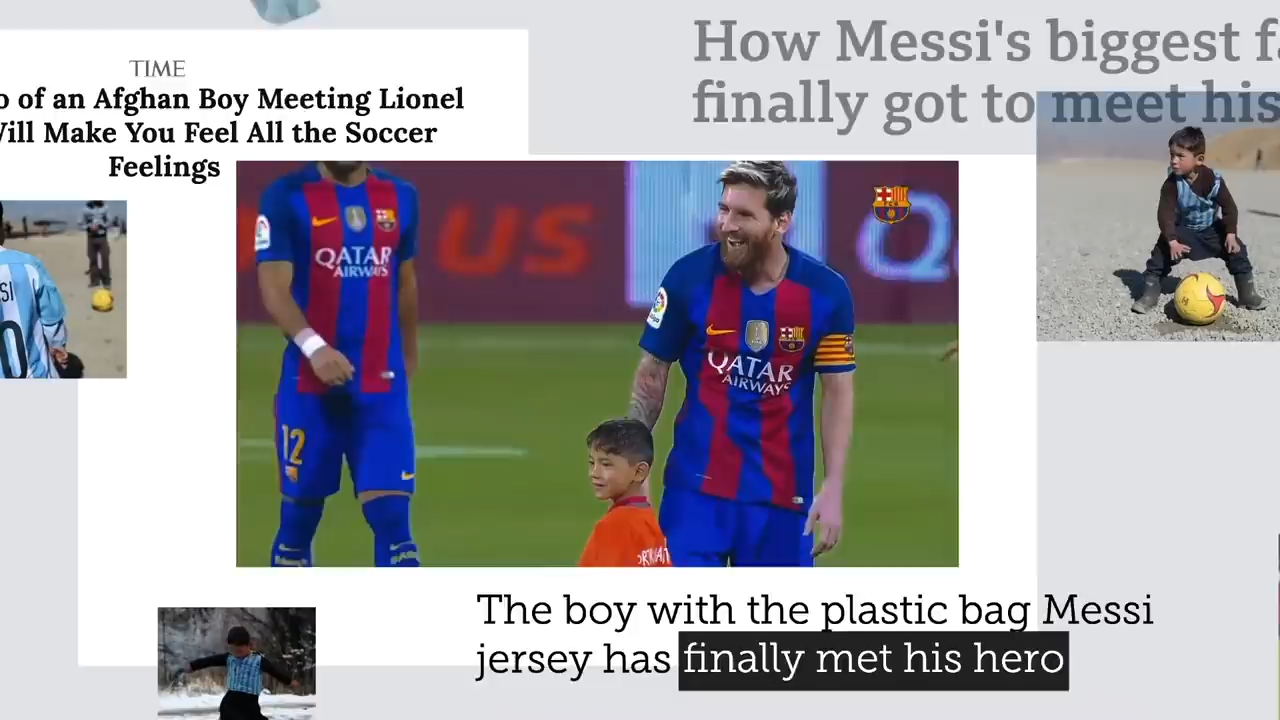 How Messi's biggest
finally got to meet his
TIME
of an Afghan Boy Meeting Lionel
Will Make You Feel All the Soccer
Feelings
US
QATAR
AIRWAYS
QATAR
AIRWAYS
12
The boy with the plastic bag Messi
jersey has finally met his hero